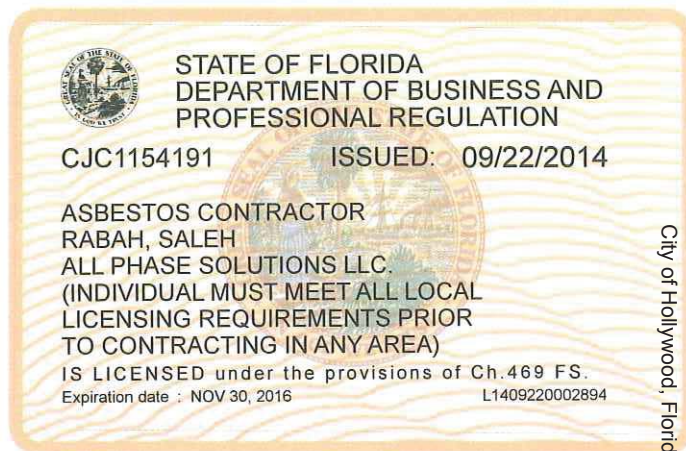 STATE OF FLORIDA
DEPARTMENT OF BUSINESS AND
PROFESSIONAL REGULATION
CJC1154191 ISSUED: 09/22/2014
ASBESTOS CONTRACTOR
RABAH, SALEH
ALL PHASE SOLUTIONS LLC.
(INDIVIDUAL MUST MEET ALL LOCAL
LICENSING REQUIREMENTS PRIOR
TO CONTRACTING IN ANY AREA)
IS LICENSED under the provisions of Ch.469 FS.
Expiration date : NOV 30, 2016 L1409220002894
City of Hollywood, Florid